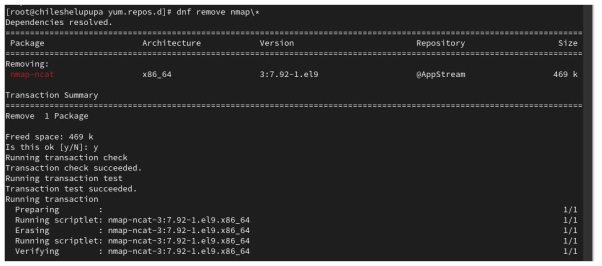 [root@chileshelupupa yum.repos.d]# dnf remove nmap\*
Dependencies resolved.
================================================================================
Package Architecture Version Repository Size
================================================================================
Removing:
nmap-ncat x86_64 3:7.92-1.el9 @AppStream 469 k

Transaction Summary
================================================================================
Remove 1 Package

Freed space: 469 k
Is this ok [y/N]: y
Running transaction check
Transaction check succeeded.
Running transaction test
Transaction test succeeded.
Running transaction
Preparing : 1/1
Running scriptlet: nmap-ncat-3:7.92-1.el9.x86_64 1/1
Erasing : nmap-ncat-3:7.92-1.el9.x86_64 1/1
Running scriptlet: nmap-ncat-3:7.92-1.el9.x86_64 1/1
Verifying : nmap-ncat-3:7.92-1.el9.x86_64 1/1